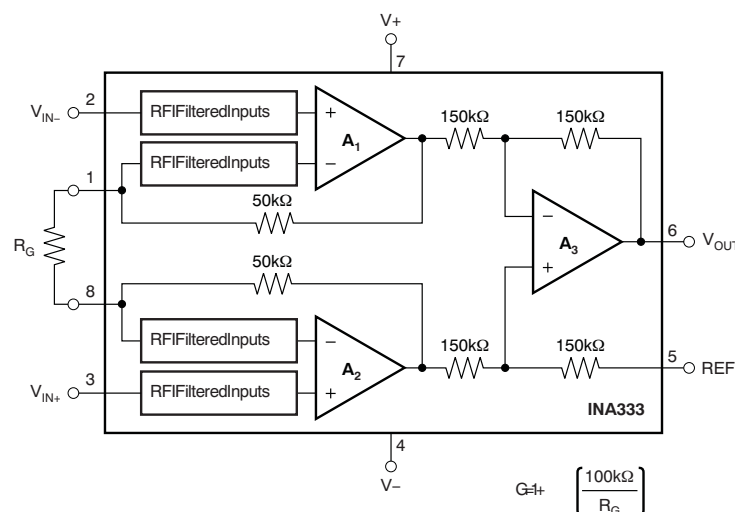 V+
7
V_IN−
2
RFIFilteredInputs
+
A_1
−
RFIFilteredInputs
150kΩ
150kΩ
1
50kΩ
R_G
−
A_3
+
6
V_OUT
50kΩ
8
RFIFilteredInputs
−
A_2
+
150kΩ
150kΩ
5
REF
V_IN+
3
RFIFilteredInputs
INA333
4
V−
G=1+
100kΩ
R_G